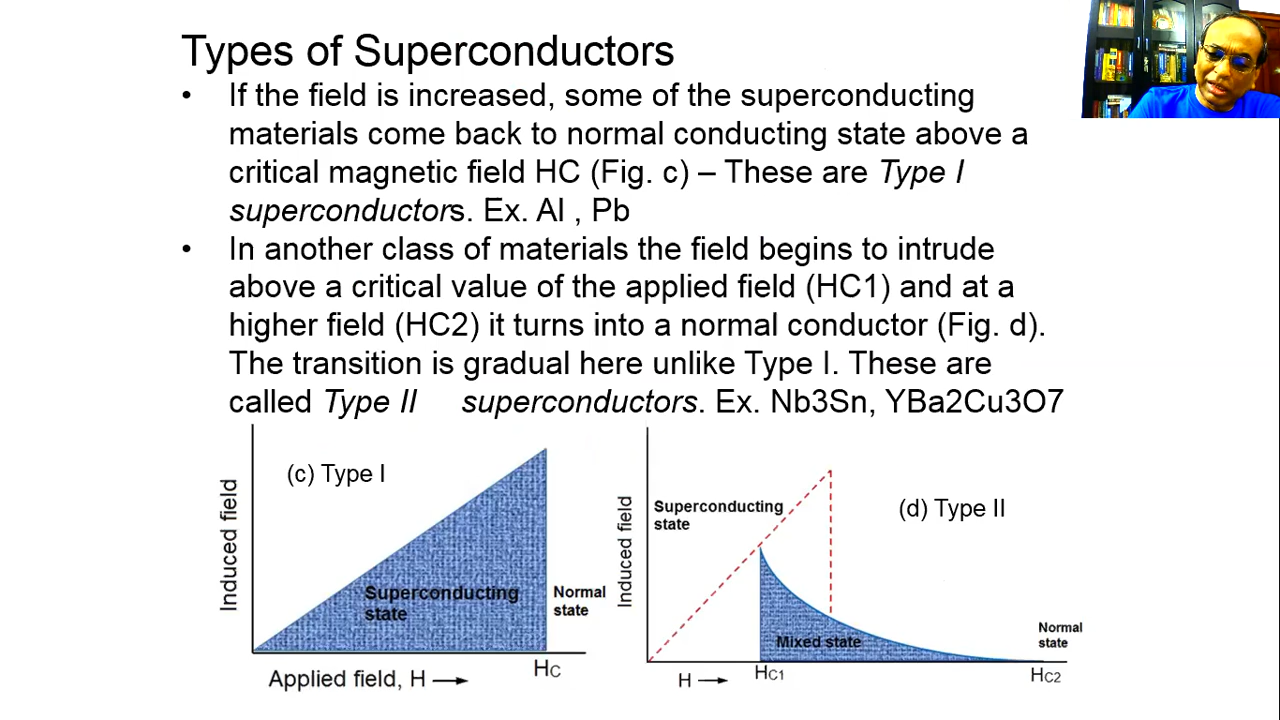 Types of Superconductors
• If the field is increased, some of the superconducting
materials come back to normal conducting state above a
critical magnetic field HC (Fig. c) – These are Type I
superconductors. Ex. Al , Pb
• In another class of materials the field begins to intrude
above a critical value of the applied field (HC1) and at a
higher field (HC2) it turns into a normal conductor (Fig. d).
The transition is gradual here unlike Type I. These are
called Type II superconductors. Ex. Nb3Sn, YBa2Cu3O7
(c) Type I
Induced field
Superconducting
state
Normal
state
HC
Applied field, H
Superconducting
state
(d) Type II
Induced field
Mixed state
Normal
state
H
HC1
HC2